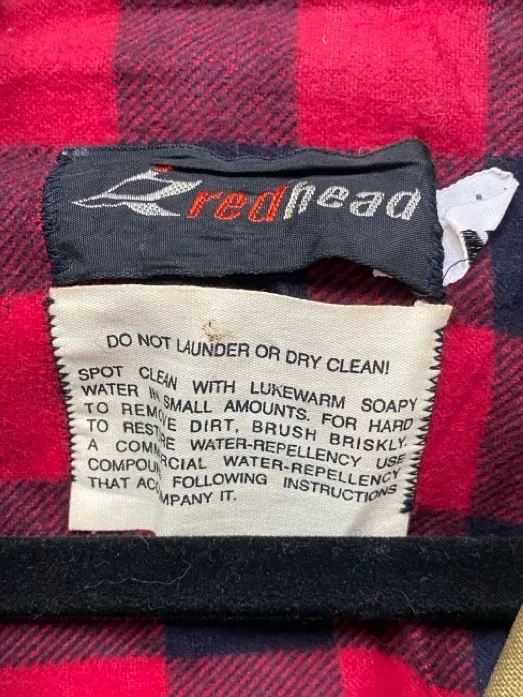 redhead
DO NOT LAUNDER OR DRY CLEAN!
SPOT CLEAN WITH LUKEWARM SOAPY
WATER IN SMALL AMOUNTS. FOR HARD
TO REMOVE DIRT, BRUSH BRISKLY.
TO RESTORE WATER-REPELLENCY USE
A COMMERCIAL WATER-REPELLENCY
COMPOUND FOLLOWING INSTRUCTIONS
THAT ACCOMPANY IT.